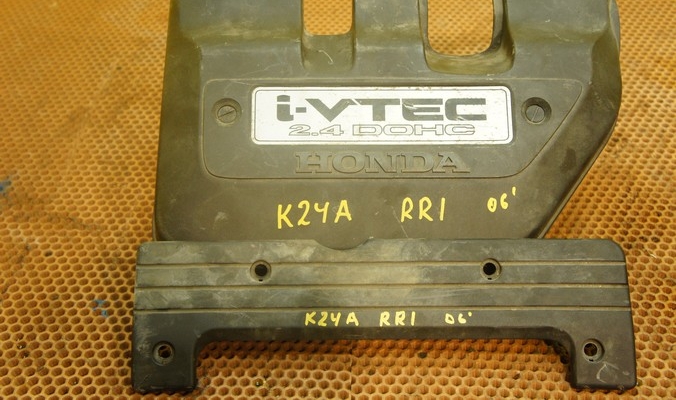 i-VTEC
2.4 DOHC
HONDA
K24A RR1 06'
K24A RR1 06'